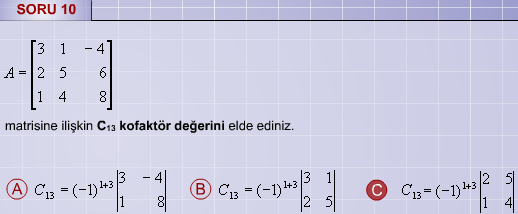 SORU 10
3 1 - 4
A = 2 5 6
1 4 8
matrisine ilişkin C13 kofaktör değerini elde ediniz.
A C13 = (-1)^1+3 |3 - 4| B C13 = (-1)^1+3 |3 1| C C13 = (-1)^1+3 |2 5|
|1 8| |2 5| |1 4|